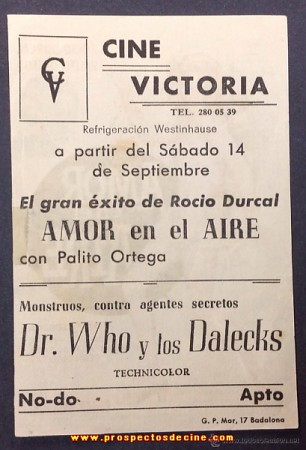 CV
CINE
VICTORIA
TEL. 280 05 39
Refrigeración Westinhause
a partir del Sábado 14
de Septiembre
El gran éxito de Rocio Durcal
AMOR en el AIRE
con Palito Ortega
Monstruos, contra agentes secretos
Dr. Who y los Dalecks
TECHNICOLOR
No-do. Apto
G. P. Mar, 17 Badalona
www.prospectosdecine.com